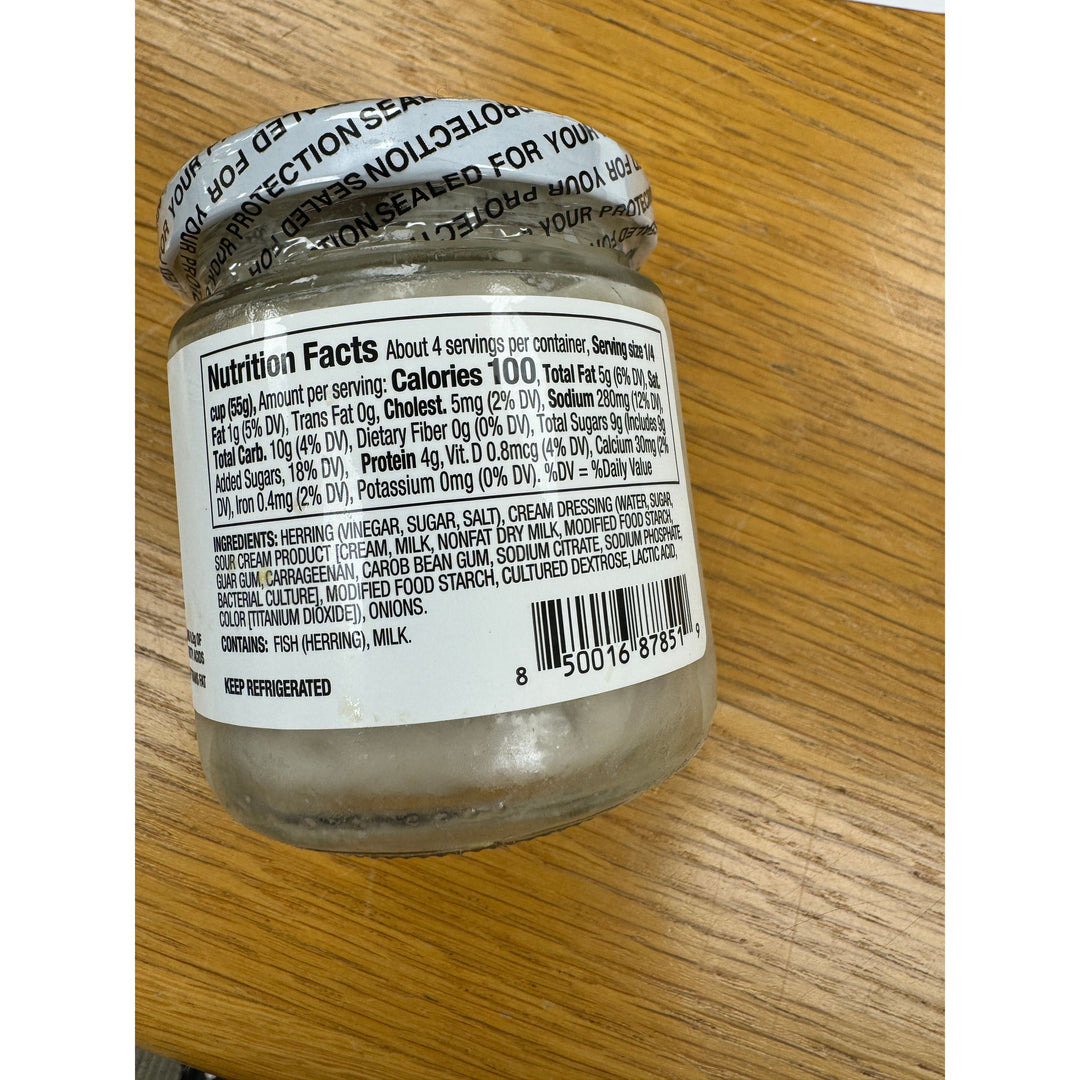 YOUR PROTECTION SEALED FOR YOUR PROTECTION
SEALED FOR YOUR PROTECTION
Nutrition Facts About 4 servings per container, Serving size 1/4
cup (55g), Amount per serving: Calories 100, Total Fat 5g (6% DV), Sat.
Fat 1g (5% DV), Trans Fat 0g, Cholest. 5mg (2% DV), Sodium 280mg (12% DV),
Total Carb. 10g (4% DV), Dietary Fiber 0g (0% DV), Total Sugars 9g (Includes 9g
Added Sugars, 18% DV), Protein 4g, Vit. D 0.8mcg (4% DV), Calcium 30mg (2%
DV), Iron 0.4mg (2% DV), Potassium 0mg (0% DV). %DV = %Daily Value
INGREDIENTS: HERRING (VINEGAR, SUGAR, SALT), CREAM DRESSING (WATER, SUGAR,
SOUR CREAM PRODUCT [CREAM, MILK, NONFAT DRY MILK, MODIFIED FOOD STARCH,
GUAR GUM, CARRAGEENAN, CAROB BEAN GUM, SODIUM CITRATE, SODIUM PHOSPHATE,
BACTERIAL CULTURE], MODIFIED FOOD STARCH, CULTURED DEXTROSE, LACTIC ACID,
COLOR [TITANIUM DIOXIDE]), ONIONS.
CONTAINS: FISH (HERRING), MILK.
OF
ACIDS
FAT
KEEP REFRIGERATED
8 50016 87851 9